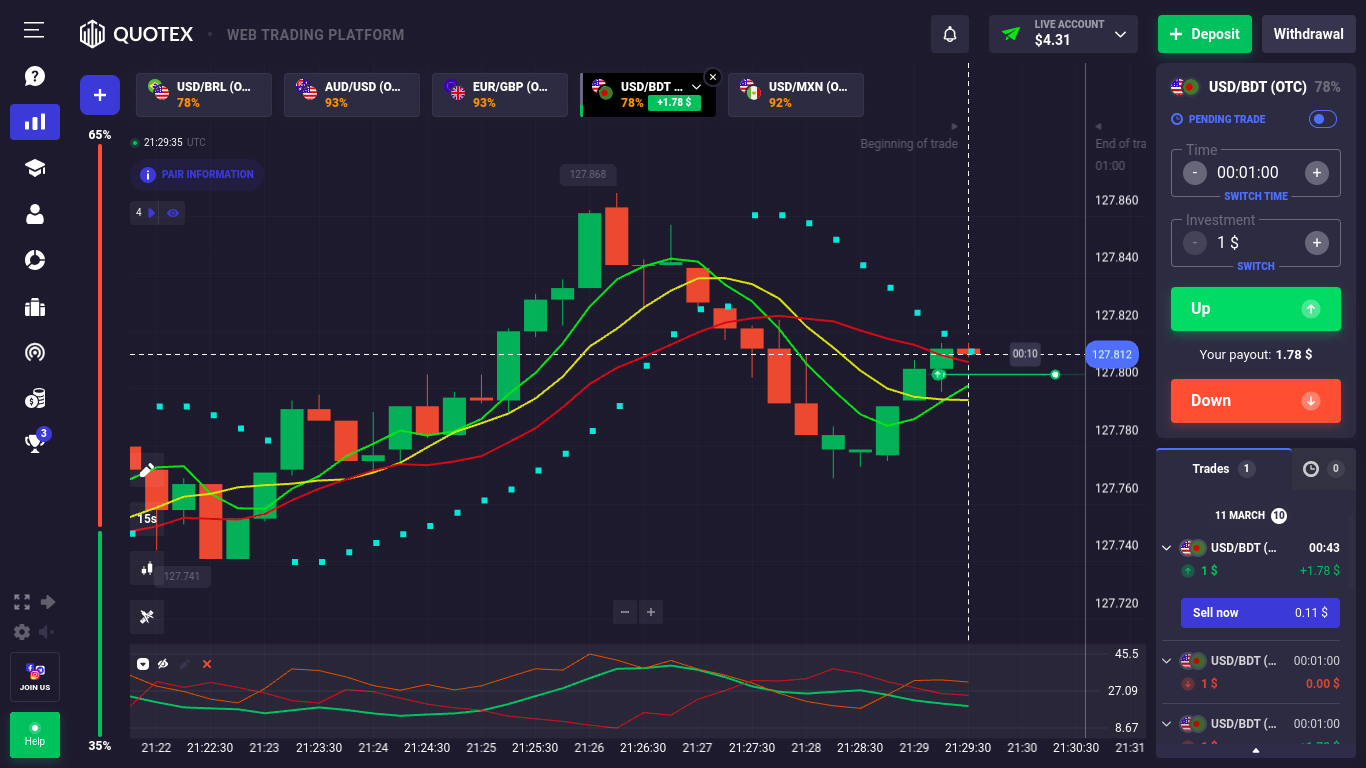 QUOTEX
WEB TRADING PLATFORM
LIVE ACCOUNT
$4.31
Deposit
Withdrawal
USD/BRL (O...
78%
AUD/USD (O...
93%
EUR/GBP (O...
93%
USD/BDT ...
78% +1.78 $
USD/MXN (O...
92%
65%
21:29:35 UTC
PAIR INFORMATION
4
Beginning of trade
End of tra
01:00
127.868
127.860
127.840
127.820
127.812
127.800
127.780
127.760
127.740
127.720
00:10
15s
127.741
45.5
27.09
8.67
21:22
21:22:30
21:23
21:23:30
21:24
21:24:30
21:25
21:25:30
21:26
21:26:30
21:27
21:27:30
21:28
21:28:30
21:29
21:29:30
21:30
21:30:30
21:31
35%
3
JOIN US
Help
USD/BDT (OTC) 78%
PENDING TRADE
Time
- 00:01:00 +
SWITCH TIME
Investment
- 1 $ +
SWITCH
Up
Your payout: 1.78 $
Down
Trades 1
0
11 MARCH 10
USD/BDT (... 00:43
1 $ +1.78 $
Sell now 0.11 $
USD/BDT (... 00:01:00
1 $ 0.00 $
USD/BDT (... 00:01:00